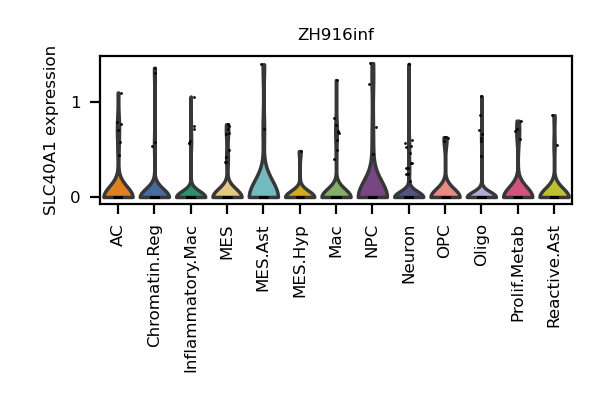 ZH916inf
SLC40A1 expression
1
0
AC
Chromatin.Reg
Inflammatory.Mac
MES
MES.Ast
MES.Hyp
Mac
NPC
Neuron
OPC
Oligo
Prolif.Metab
Reactive.Ast